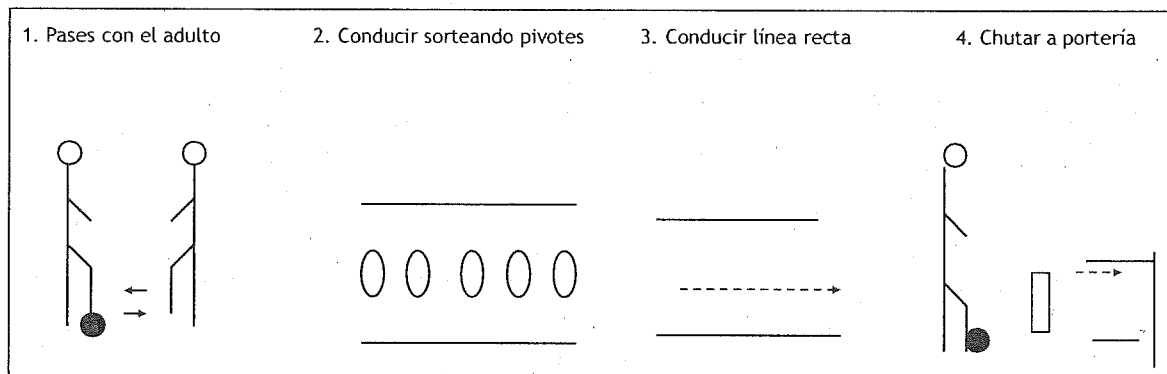 1. Pases con el adulto
2. Conducir sorteando pivotes
3. Conducir línea recta
4. Chutar a portería